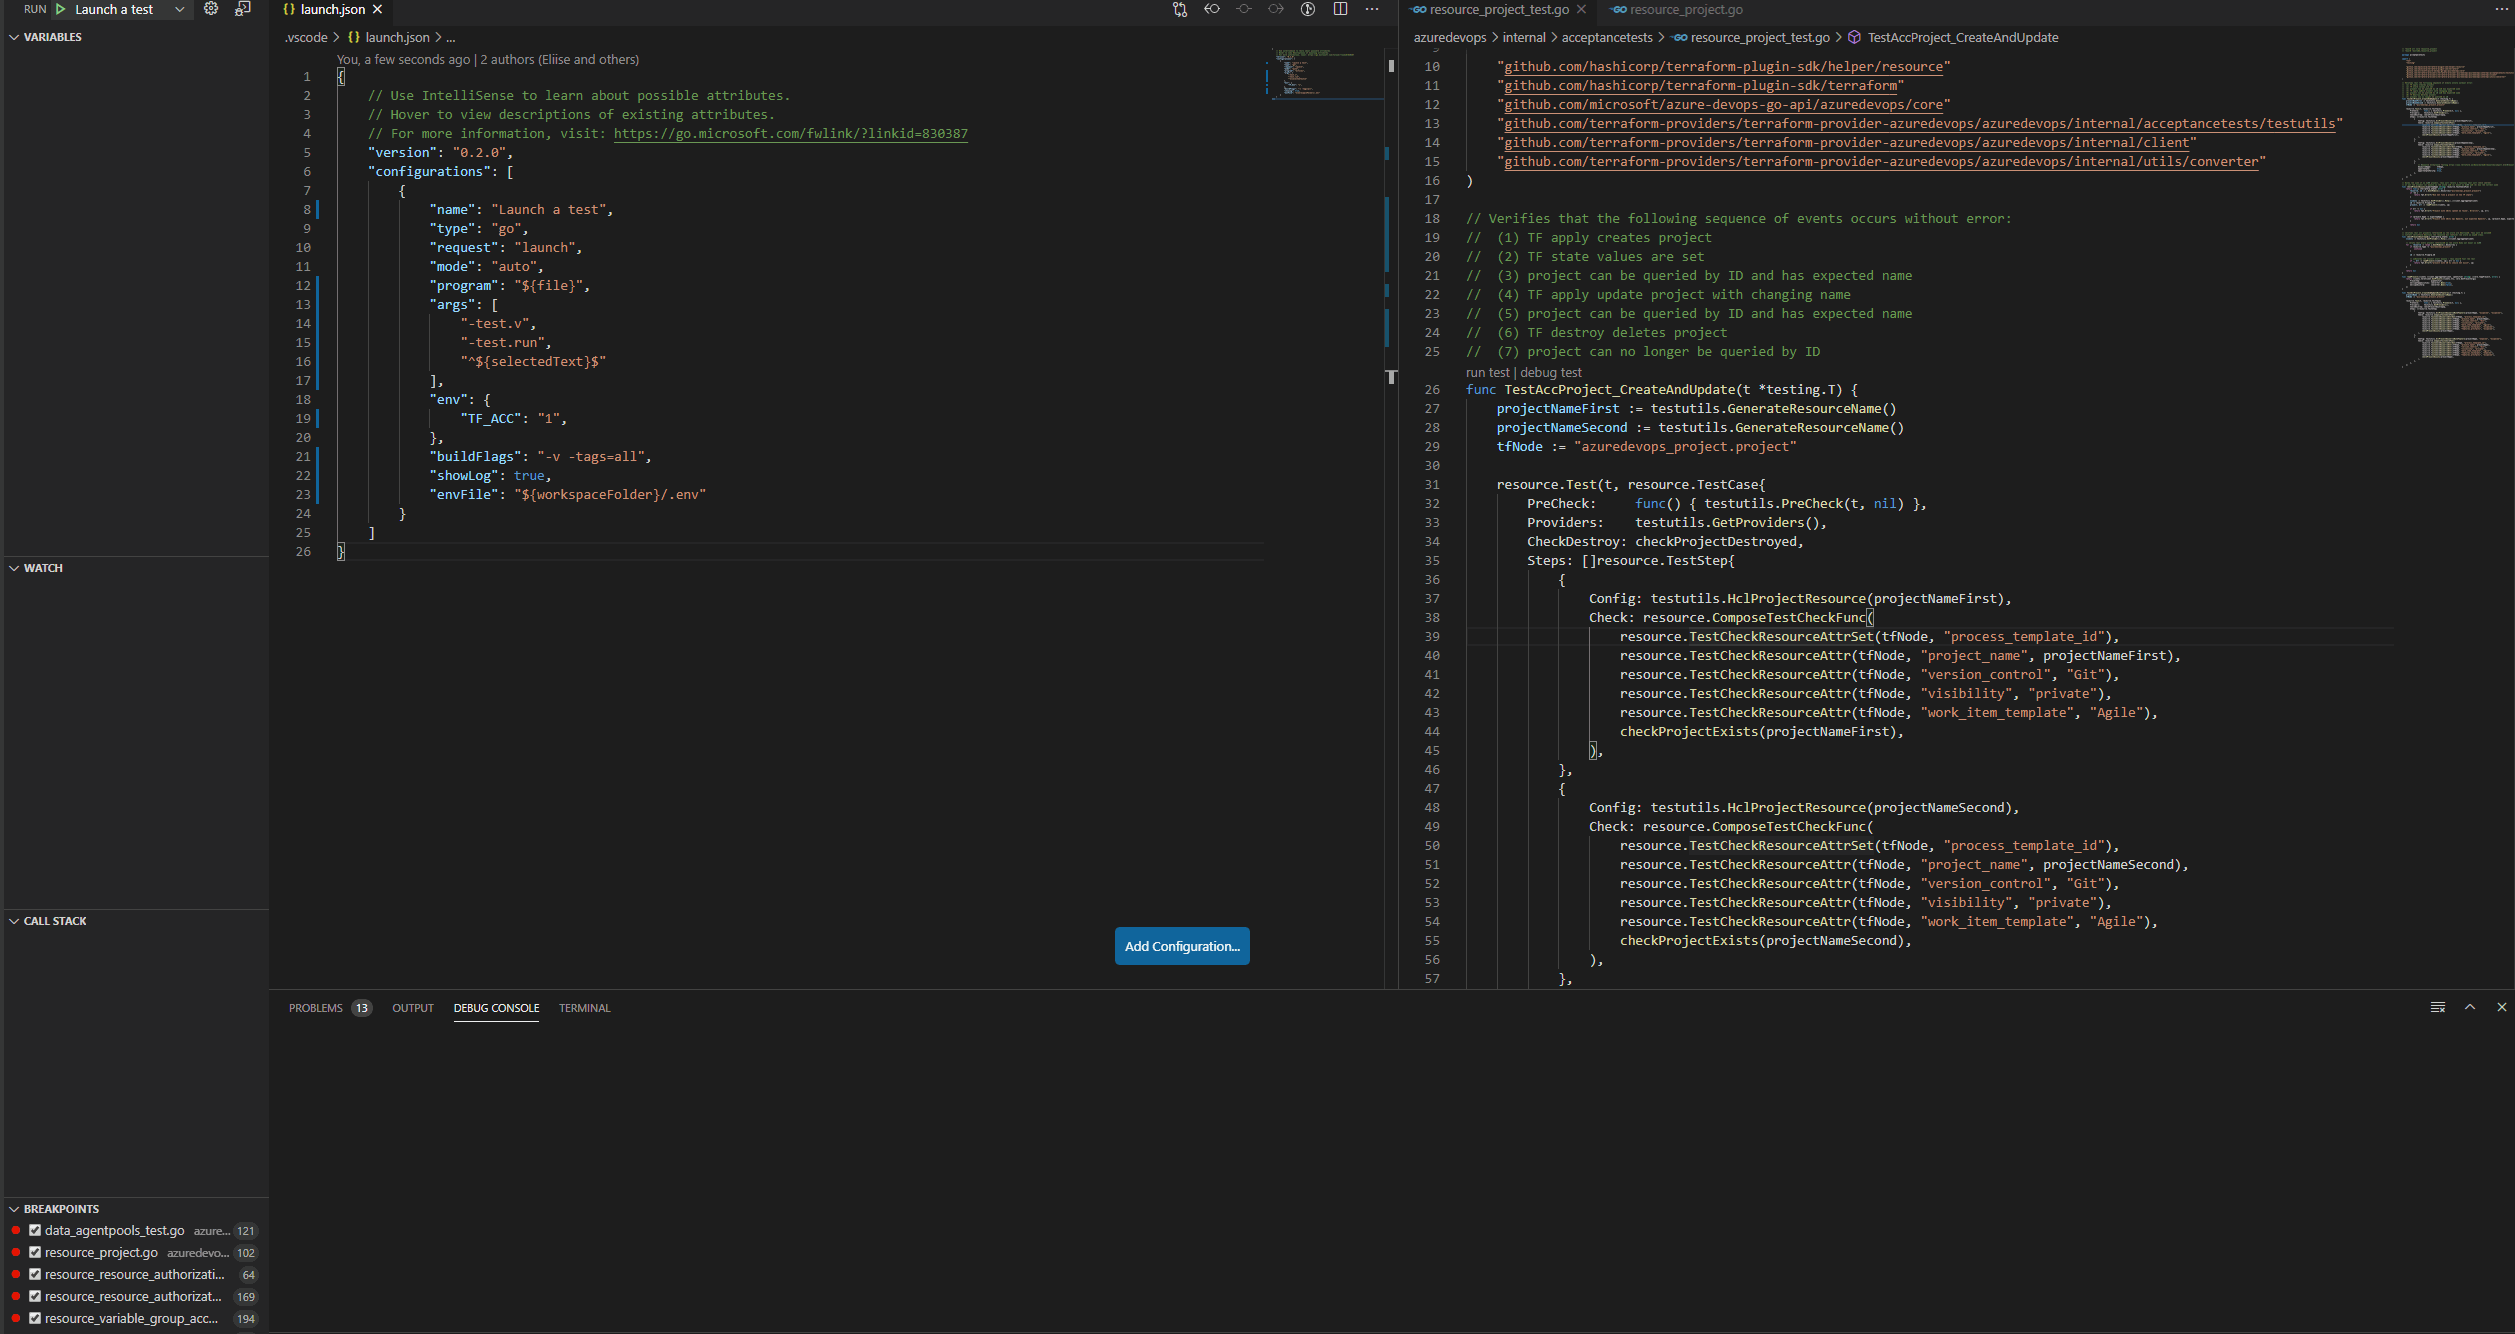 RUN Launch a test
VARIABLES
WATCH
CALL STACK
BREAKPOINTS
data_agentpools_test.go azure... 121
resource_project.go azuredevo... 102
resource_resource_authorizati... 64
resource_resource_authorizat... 169
resource_variable_group_acc... 194
{} launch.json
.vscode > {} launch.json > ...
You, a few seconds ago | 2 authors (Eliise and others)
1 {
2 // Use IntelliSense to learn about possible attributes.
3 // Hover to view descriptions of existing attributes.
4 // For more information, visit: https://go.microsoft.com/fwlink/?linkid=830387
5 "version": "0.2.0",
6 "configurations": [
7 {
8 "name": "Launch a test",
9 "type": "go",
10 "request": "launch",
11 "mode": "auto",
12 "program": "${file}",
13 "args": [
14 "-test.v",
15 "-test.run",
16 "^${selectedText}$"
17 ],
18 "env": {
19 "TF_ACC": "1",
20 },
21 "buildFlags": "-v -tags=all",
22 "showLog": true,
23 "envFile": "${workspaceFolder}/.env"
24 }
25 ]
26 }
Add Configuration...
resource_project_test.go resource_project.go
azuredevops > internal > acceptancetests > resource_project_test.go > TestAccProject_CreateAndUpdate
10 "github.com/hashicorp/terraform-plugin-sdk/helper/resource"
11 "github.com/hashicorp/terraform-plugin-sdk/terraform"
12 "github.com/microsoft/azure-devops-go-api/azuredevops/core"
13 "github.com/terraform-providers/terraform-provider-azuredevops/azuredevops/internal/acceptancetests/testutils"
14 "github.com/terraform-providers/terraform-provider-azuredevops/azuredevops/internal/client"
15 "github.com/terraform-providers/terraform-provider-azuredevops/azuredevops/internal/utils/converter"
16 )
17
18 // Verifies that the following sequence of events occurs without error:
19 // (1) TF apply creates project
20 // (2) TF state values are set
21 // (3) project can be queried by ID and has expected name
22 // (4) TF apply update project with changing name
23 // (5) project can be queried by ID and has expected name
24 // (6) TF destroy deletes project
25 // (7) project can no longer be queried by ID
run test | debug test
26 func TestAccProject_CreateAndUpdate(t *testing.T) {
27 projectNameFirst := testutils.GenerateResourceName()
28 projectNameSecond := testutils.GenerateResourceName()
29 tfNode := "azuredevops_project.project"
30
31 resource.Test(t, resource.TestCase{
32 PreCheck: func() { testutils.PreCheck(t, nil) },
33 Providers: testutils.GetProviders(),
34 CheckDestroy: checkProjectDestroyed,
35 Steps: []resource.TestStep{
36 {
37 Config: testutils.HclProjectResource(projectNameFirst),
38 Check: resource.ComposeTestCheckFunc(
39 resource.TestCheckResourceAttrSet(tfNode, "process_template_id"),
40 resource.TestCheckResourceAttr(tfNode, "project_name", projectNameFirst),
41 resource.TestCheckResourceAttr(tfNode, "version_control", "Git"),
42 resource.TestCheckResourceAttr(tfNode, "visibility", "private"),
43 resource.TestCheckResourceAttr(tfNode, "work_item_template", "Agile"),
44 checkProjectExists(projectNameFirst),
45 ),
46 },
47 {
48 Config: testutils.HclProjectResource(projectNameSecond),
49 Check: resource.ComposeTestCheckFunc(
50 resource.TestCheckResourceAttrSet(tfNode, "process_template_id"),
51 resource.TestCheckResourceAttr(tfNode, "project_name", projectNameSecond),
52 resource.TestCheckResourceAttr(tfNode, "version_control", "Git"),
53 resource.TestCheckResourceAttr(tfNode, "visibility", "private"),
54 resource.TestCheckResourceAttr(tfNode, "work_item_template", "Agile"),
55 checkProjectExists(projectNameSecond),
56 ),
57 },
PROBLEMS 13 OUTPUT DEBUG CONSOLE TERMINAL